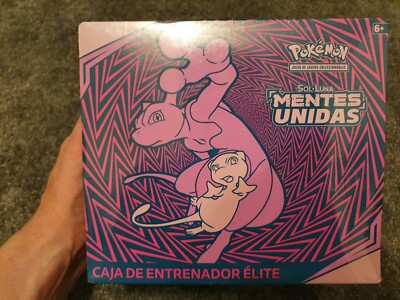 6+
POKÉMON
JUEGO DE CARTAS COLECCIONABLES
SOL Y LUNA
MENTES
UNIDAS
CAJA DE ENTRENADOR ÉLITE